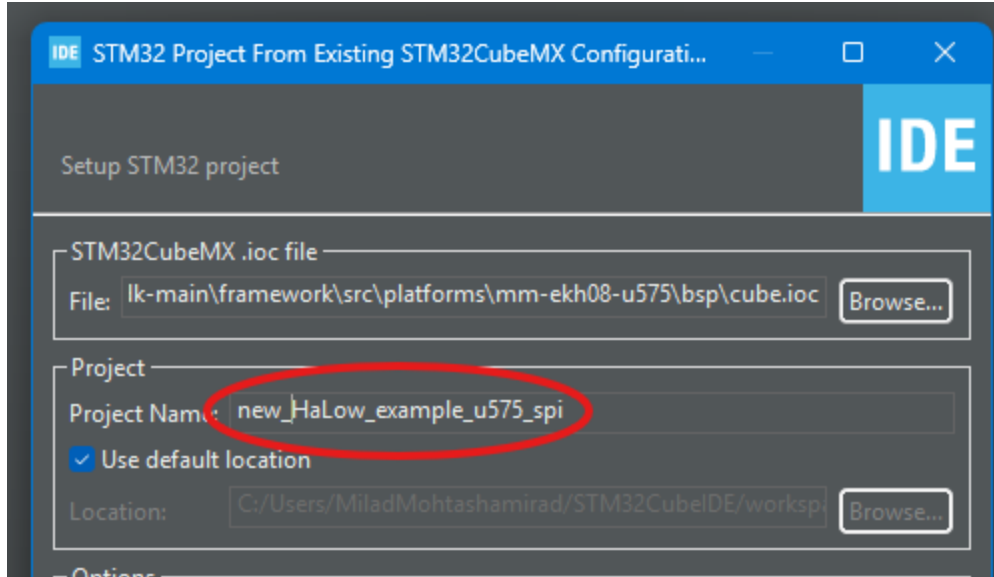 IDE STM32 Project From Existing STM32CubeMX Configurati...
IDE
Setup STM32 project
STM32CubeMX .ioc file
File: lk-main\framework\src\platforms\mm-ekh08-u575\bsp\cube.ioc Browse...
Project
Project Name: new_HaLow_example_u575_spi
Use default location
Location: C:/Users/MiladMohtashamirad/STM32CubeIDE/worksp Browse...
Options